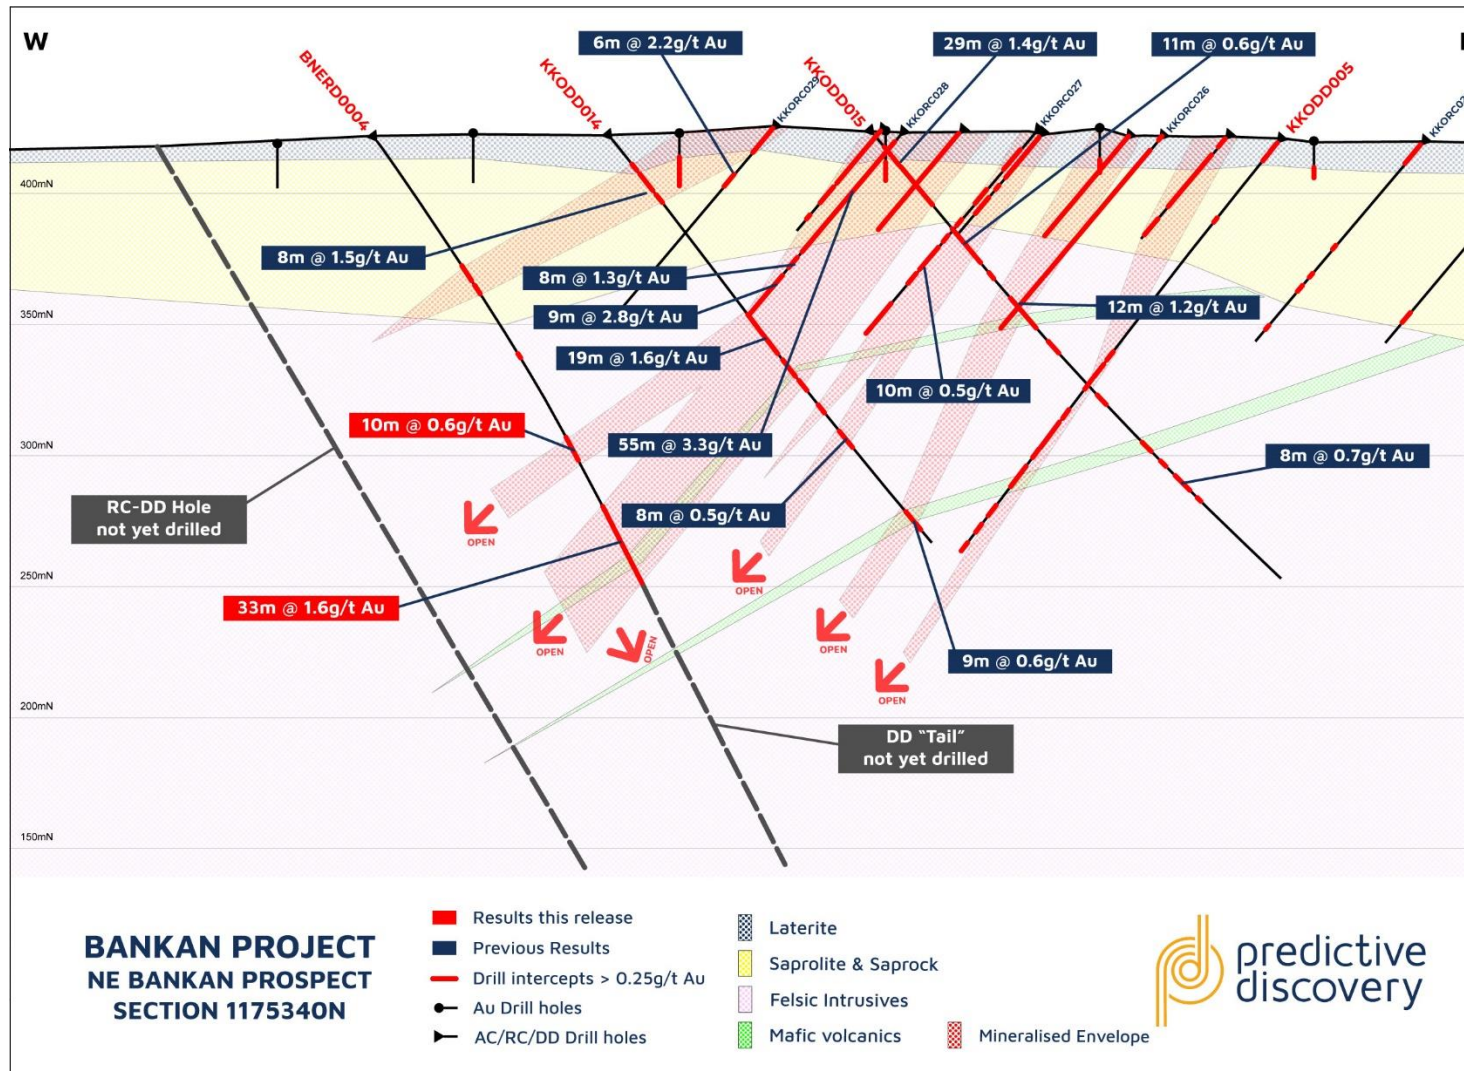 W
BNERD0004
KKODD014
KKORC029
KKODD015
KKORC028
KKORC027
KKORC026
KKODD005
6m @ 2.2g/t Au
29m @ 1.4g/t Au
11m @ 0.6g/t Au
400mN
8m @ 1.5g/t Au
8m @ 1.3g/t Au
9m @ 2.8g/t Au
12m @ 1.2g/t Au
350mN
19m @ 1.6g/t Au
10m @ 0.5g/t Au
10m @ 0.6g/t Au
55m @ 3.3g/t Au
300mN
8m @ 0.7g/t Au
RC-DD Hole
not yet drilled
8m @ 0.5g/t Au
OPEN
250mN
OPEN
33m @ 1.6g/t Au
OPEN
OPEN
OPEN
9m @ 0.6g/t Au
OPEN
200mN
DD "Tail"
not yet drilled
150mN
BANKAN PROJECT
NE BANKAN PROSPECT
SECTION 1175340N
Results this release
Previous Results
Drill intercepts > 0.25g/t Au
Au Drill holes
AC/RC/DD Drill holes
Laterite
Saprolite & Saprock
Felsic Intrusives
Mafic volcanics
Mineralised Envelope
predictive
discovery